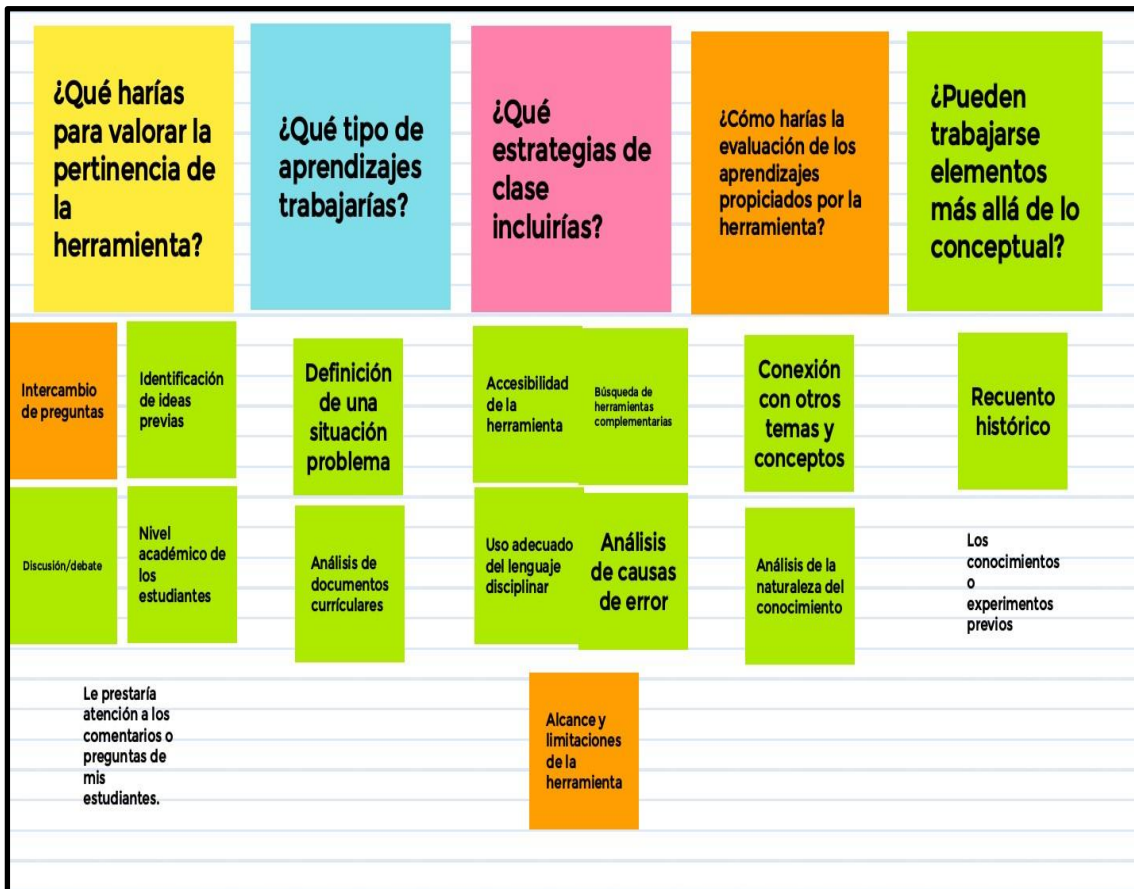 ¿Qué harías
para valorar la
pertinencia de
la
herramienta?
¿Qué tipo de
aprendizajes
trabajarías?
¿Qué
estrategias de
clase
incluirías?
¿Cómo harías la
evaluación de los
aprendizajes
propiciados por la
herramienta?
¿Pueden
trabajarse
elementos
más allá de lo
conceptual?
Intercambio
de preguntas
Identificación
de ideas
previas
Definición
de una
situación
problema
Accesibilidad
de la
herramienta
Búsqueda de
herramientas
complementarias
Conexión
con otros
temas y
conceptos
Recuento
histórico
Discusión/debate
Nivel
académico de
los
estudiantes
Análisis de
documentos
currículares
Uso adecuado
del lenguaje
disciplinar
Análisis
de causas
de error
Análisis de la
naturaleza del
conocimiento
Los
conocimientos
o
experimentos
previos
Le prestaría
atención a los
comentarios o
preguntas de
mis
estudiantes.
Alcance y
limitaciones
de la
herramienta